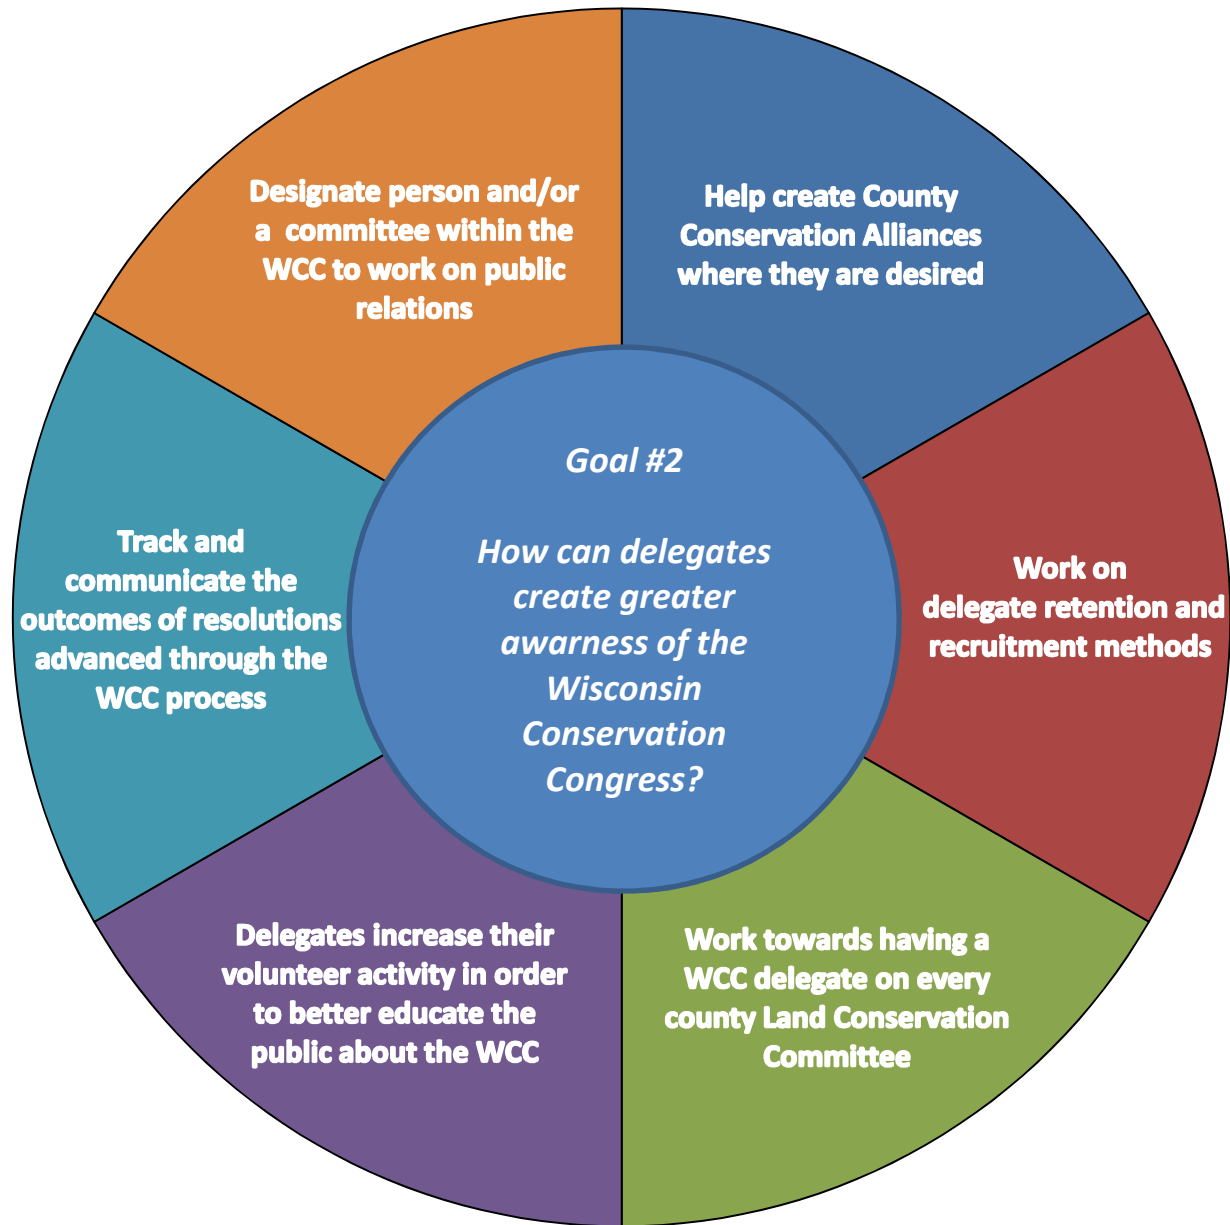 Designate person and/or
a committee within the
WCC to work on public
relations
Help create County
Conservation Alliances
where they are desired
Goal #2
How can delegates
create greater
awarness of the
Wisconsin
Conservation
Congress?
Track and
communicate the
outcomes of resolutions
advanced through the
WCC process
Work on
delegate retention and
recruitment methods
Delegates increase their
volunteer activity in order
to better educate the
public about the WCC
Work towards having a
WCC delegate on every
county Land Conservation
Committee